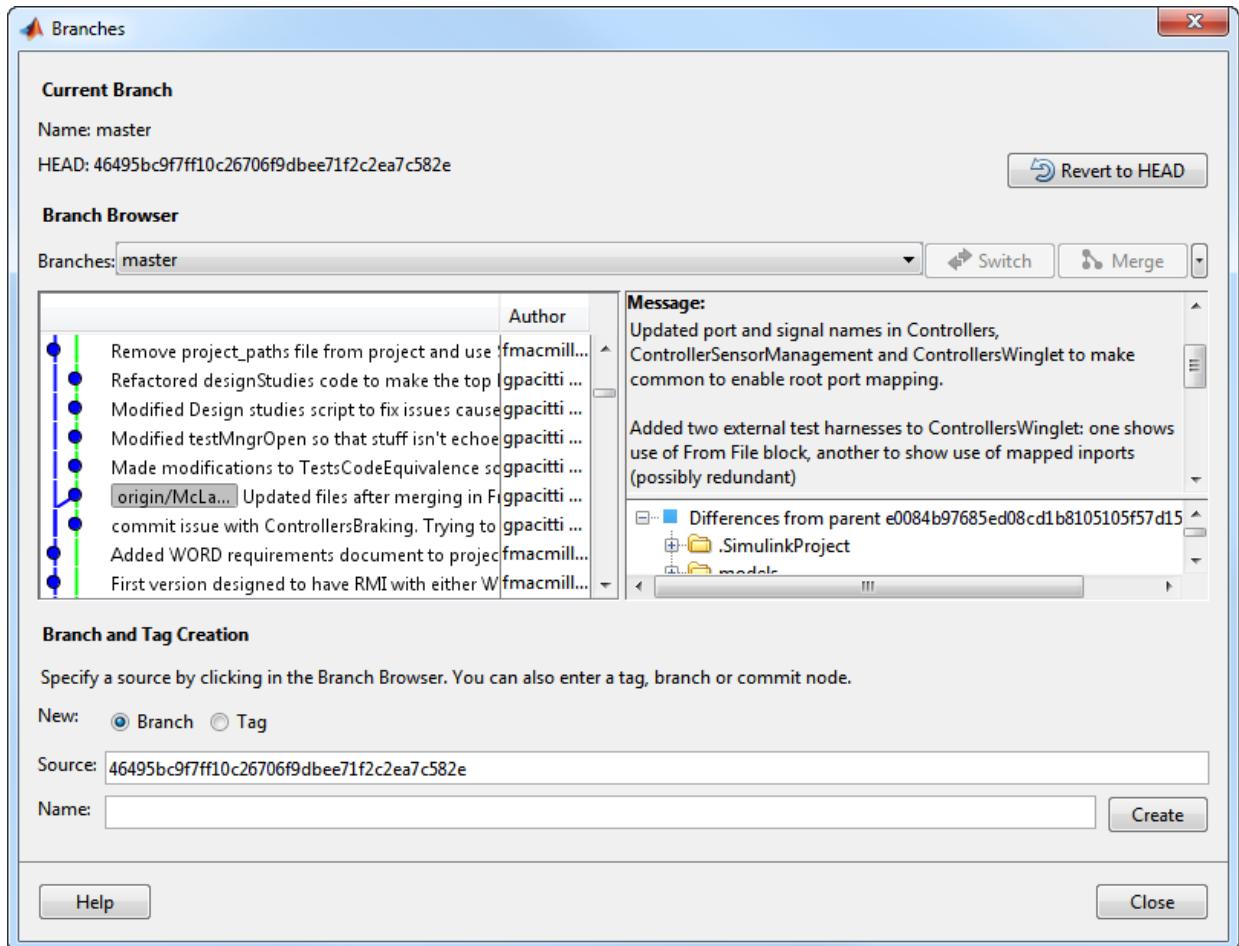 Branches
Current Branch
Name: master
HEAD: 46495bc9f7ff10c26706f9dbee71f2c2ea7c582e
Revert to HEAD
Branch Browser
Branches: master
Switch
Merge
Author
Remove project_paths file from project and use fmacmill...
Refactored designStudies code to make the top gpacitti ...
Modified Design studies script to fix issues cause gpacitti ...
Modified testMngrOpen so that stuff isn't echoe gpacitti ...
Made modifications to TestsCodeEquivalence so gpacitti ...
origin/McLa... Updated files after merging in Fr gpacitti ...
commit issue with ControllersBraking. Trying to gpacitti ...
Added WORD requirements document to projec fmacmill...
First version designed to have RMI with either W fmacmill...
Message:
Updated port and signal names in Controllers,
ControllerSensorManagement and ControllersWinglet to make
common to enable root port mapping.
Added two external test harnesses to ControllersWinglet: one shows
use of From File block, another to show use of mapped inports
(possibly redundant)
Differences from parent e0084b97685ed08cd1b8105105f57d15
.SimulinkProject
models
Branch and Tag Creation
Specify a source by clicking in the Branch Browser. You can also enter a tag, branch or commit node.
New: Branch Tag
Source: 46495bc9f7ff10c26706f9dbee71f2c2ea7c582e
Name:
Create
Help
Close